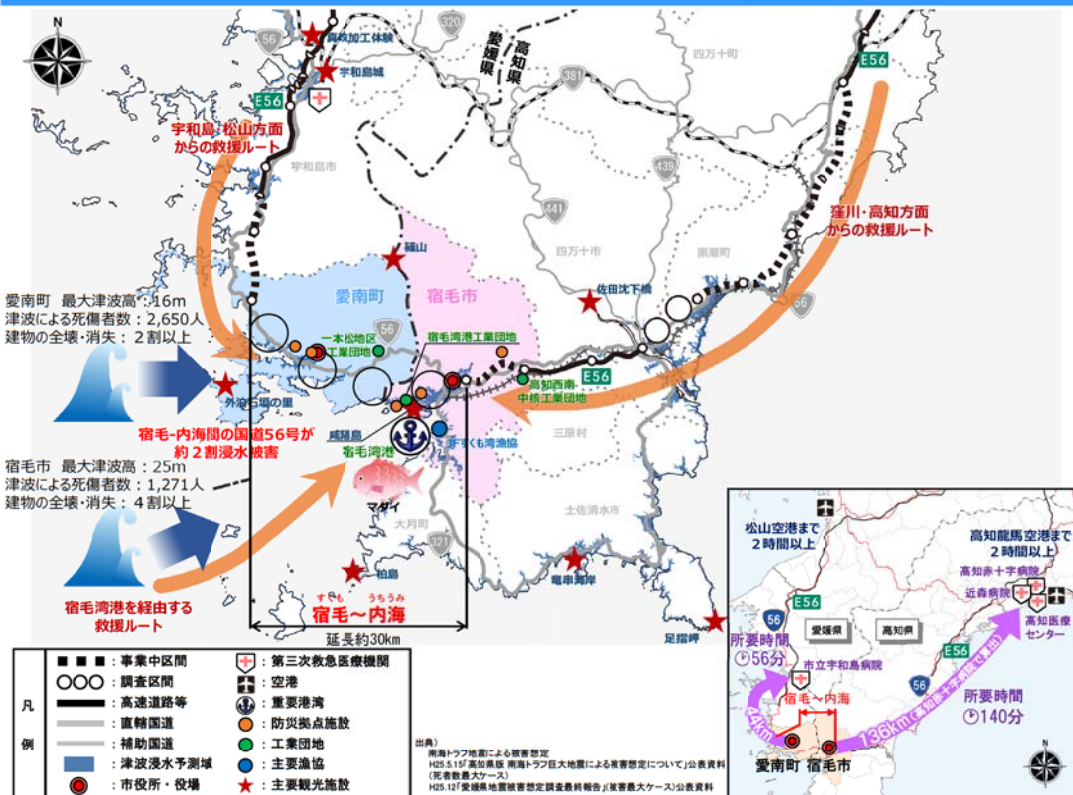 N
56
320
真珠加工体験
愛媛県
高知県
四万十町
E56
宇和島城
381
E56
宇和島・松山方面
からの救援ルート
宇和島市
439
441
窪川・高知方面
からの救援ルート
篠山
四万十市
黒潮町
佐田沈下橋
56
愛南町
宿毛市
愛南町 最大津波高：16m
津波による死傷者数：2,650人
建物の全壊・消失：２割以上
56
宿毛湾港工業団地
一本松地区
工業団地
E56
高知西南
中核工業団地
外泊石垣の里
宿毛-内海間の国道56号が
約２割浸水被害
咸陽島
宿毛湾港
すくも湾漁協
三原村
宿毛市 最大津波高：25m
津波による死傷者数：1,271人
建物の全壊・消失：４割以上
マダイ
大月町
321
土佐清水市
柏島
竜串海岸
足摺岬
宿毛湾港を経由する
救援ルート
すくも うちうみ
宿毛～内海
延長約30km
松山空港まで
２時間以上
高知龍馬空港まで
２時間以上
高知赤十字病院
近森病院
高知医療
センター
E56
56
愛媛県
高知県
E56
所要時間
56分
市立宇和島病院
56
所要時間
140分
宿毛～内海
44km
136km（高知赤十字病院で算出）
愛南町
宿毛市
N
凡例
：事業中区間
：調査区間
：高速道路等
：直轄国道
：補助国道
：津波浸水予測域
：市役所・役場
：第三次救急医療機関
：空港
：重要港湾
：防災拠点施設
：工業団地
：主要漁協
：主要観光施設
出典）
南海トラフ地震による被害想定
H25.5.15「高知県版 南海トラフ巨大地震による被害想定について」公表資料
（死者数最大ケース）
H25.12「愛媛県地震被害想定調査最終報告」（被害最大ケース）公表資料